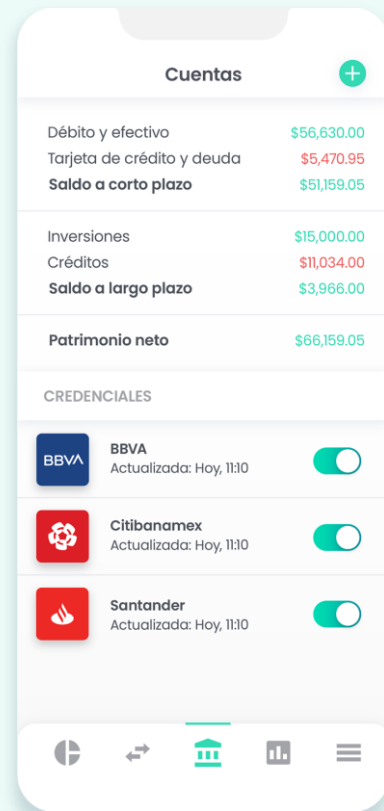 Cuentas
Débito y efectivo $56,630.00
Tarjeta de crédito y deuda $5,470.95
Saldo a corto plazo $51,159.05
Inversiones $15,000.00
Créditos $11,034.00
Saldo a largo plazo $3,966.00
Patrimonio neto $66,159.05
CREDENCIALES
BBVA
BBVA
Actualizada: Hoy, 11:10
Citibanamex
Actualizada: Hoy, 11:10
Santander
Actualizada: Hoy, 11:10